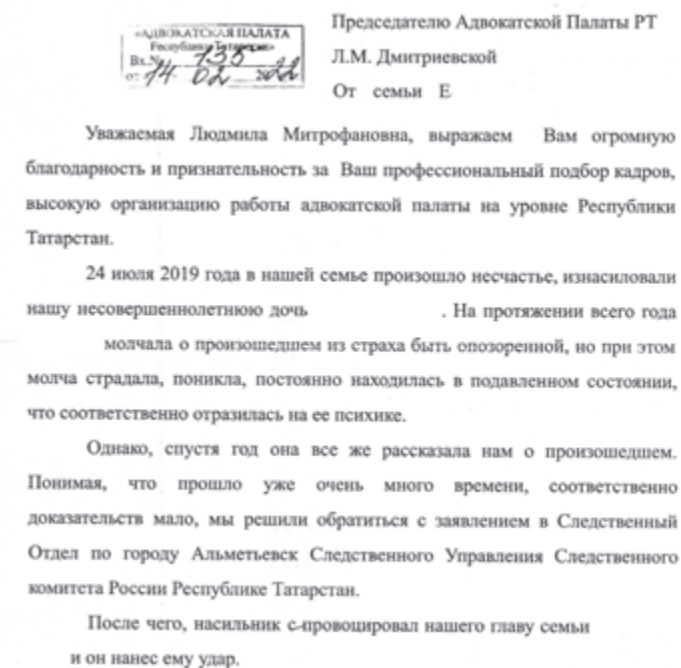 «АДВОКАТСКАЯ ПАЛАТА
Республики Татарстан»
Вх.№ 135
от 14 02 2022
Председателю Адвокатской Палаты РТ
Л.М. Дмитриевской
От семьи Е
Уважаемая Людмила Митрофановна, выражаем Вам огромную
благодарность и признательность за Ваш профессиональный подбор кадров,
высокую организацию работы адвокатской палаты на уровне Республики
Татарстан.
24 июля 2019 года в нашей семье произошло несчастье, изнасиловали
нашу несовершеннолетнюю дочь . На протяжении всего года
молчала о произошедшем из страха быть опозоренной, но при этом
молча страдала, поникла, постоянно находилась в подавленном состоянии,
что соответственно отразилась на ее психике.
Однако, спустя год она все же рассказала нам о произошедшем.
Понимая, что прошло уже очень много времени, соответственно
доказательств мало, мы решили обратиться с заявлением в Следственный
Отдел по городу Альметьевск Следственного Управления Следственного
комитета России Республике Татарстан.
После чего, насильник с провоцировал нашего главу семьи
и он нанес ему удар.